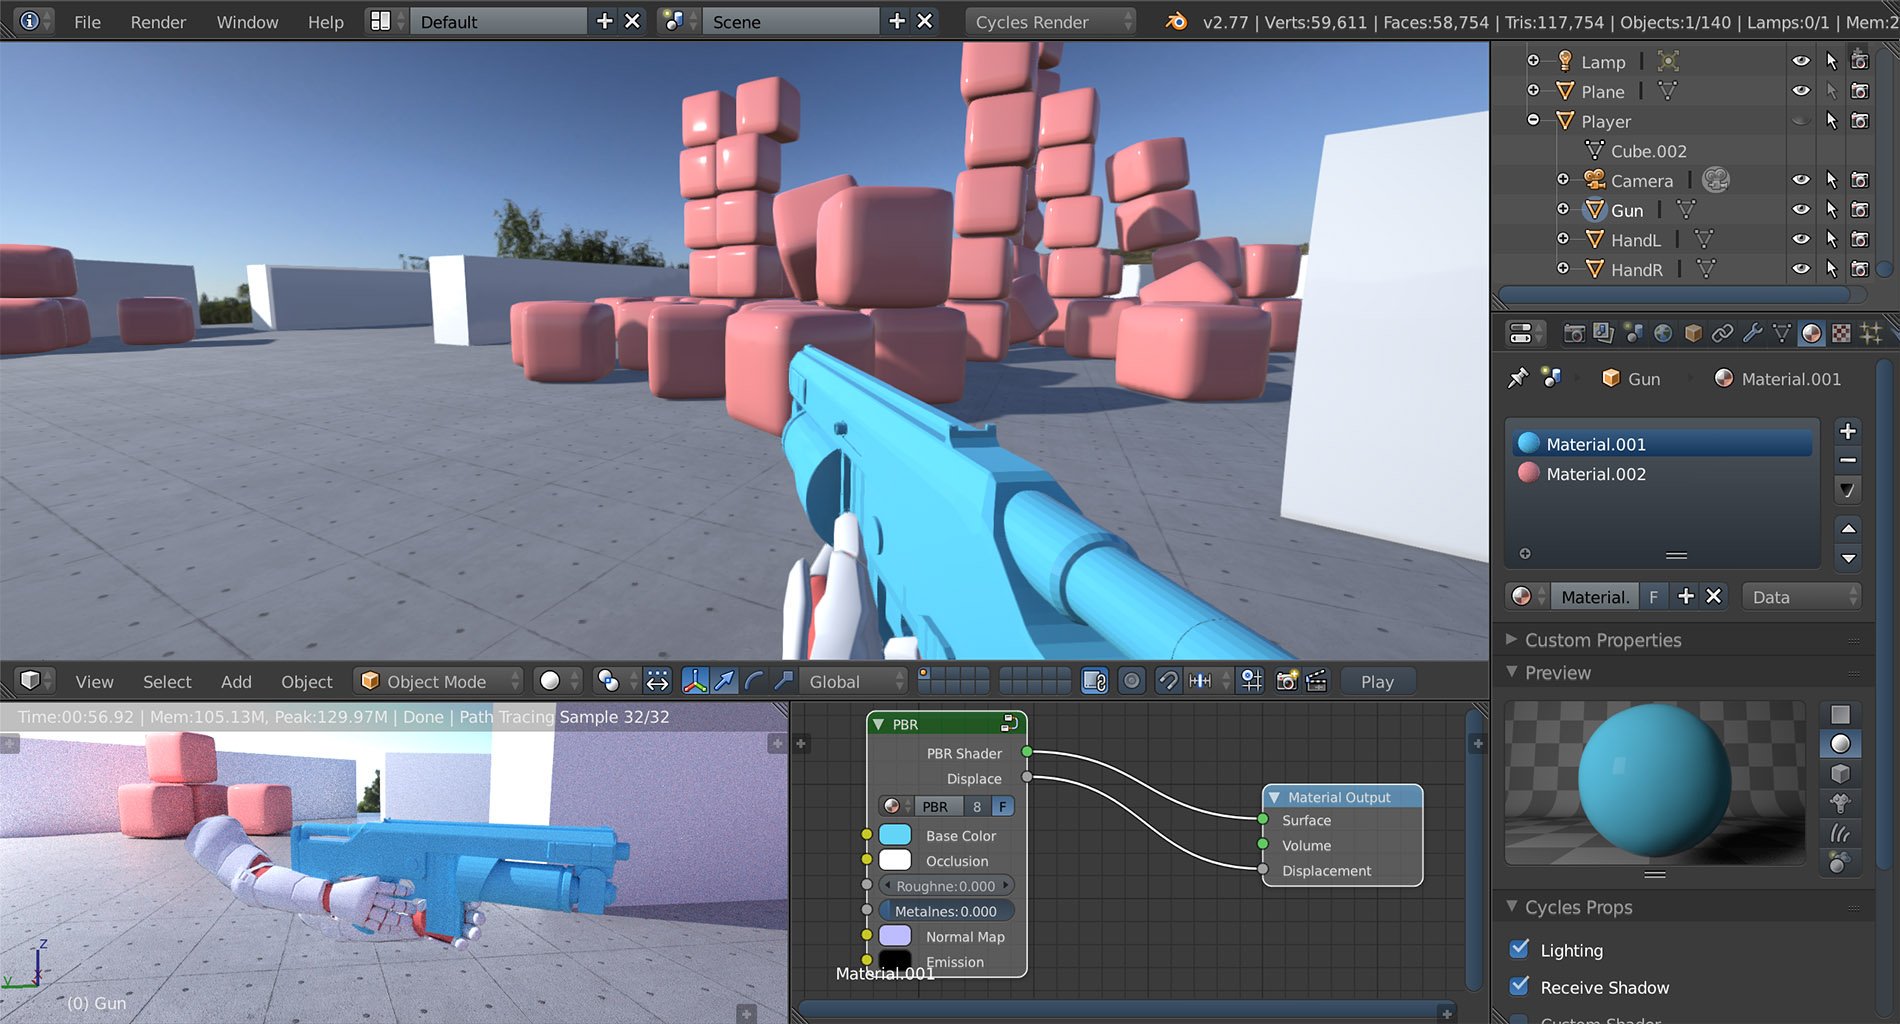 File Render Window Help Default Scene Cycles Render v2.77 | Verts:59,611 | Faces:58,754 | Tris:117,754 | Objects:1/140 | Lamps:0/1 | Mem:2
Lamp
Plane
Player
Cube.002
Camera
Gun
HandL
HandR
Gun Material.001
Material.001
Material.002
Material. F Data
Custom Properties
Preview
Cycles Props
Lighting
Receive Shadow
Custom Shader
View Select Add Object Object Mode Global Play
Time:00:56.92 | Mem:105.13M, Peak:129.97M | Done | Path Tracing Sample 32/32
z
y
(0) Gun
PBR
PBR Shader
Displace
PBR 8 F
Base Color
Occlusion
Roughne:0.000
Metalnes:0.000
Normal Map
Emission
Material.001
Material Output
Surface
Volume
Displacement